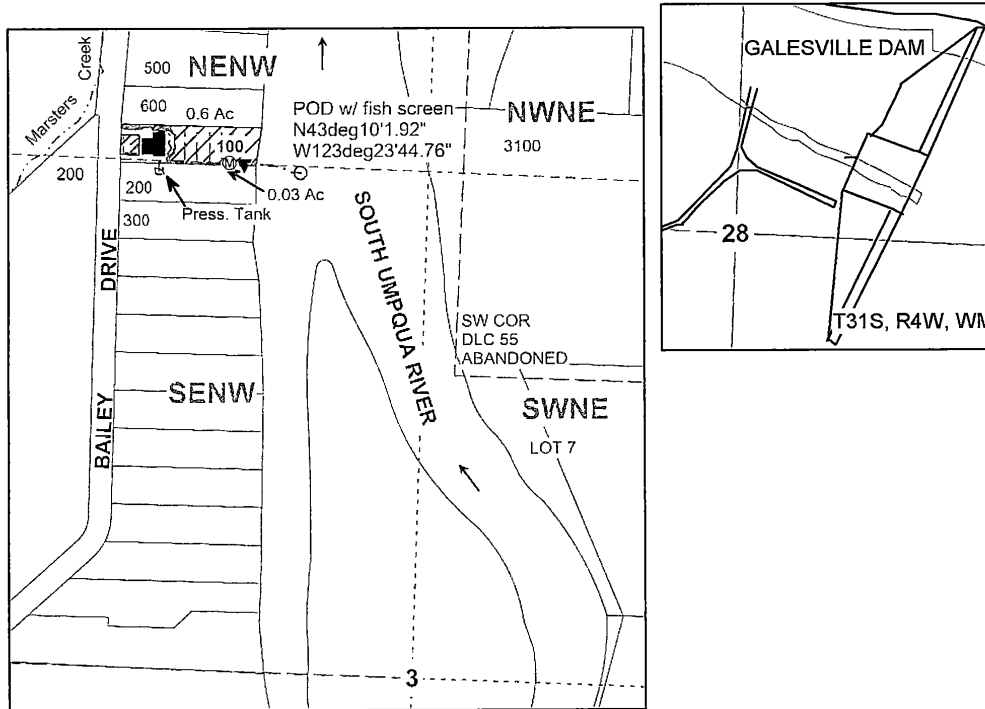 Marsters Creek
500
NENW
600
0.6 Ac
100
POD w/ fish screen
N43deg10'1.92"
W123deg23'44.76"
NWNE
3100
M
200
200
0.03 Ac
Press. Tank
300
BAILEY DRIVE
SOUTH UMPQUA RIVER
SW COR
DLC 55
ABANDONED
SENW
SWNE
LOT 7
3
GALESVILLE DAM
28
T31S, R4W, WM